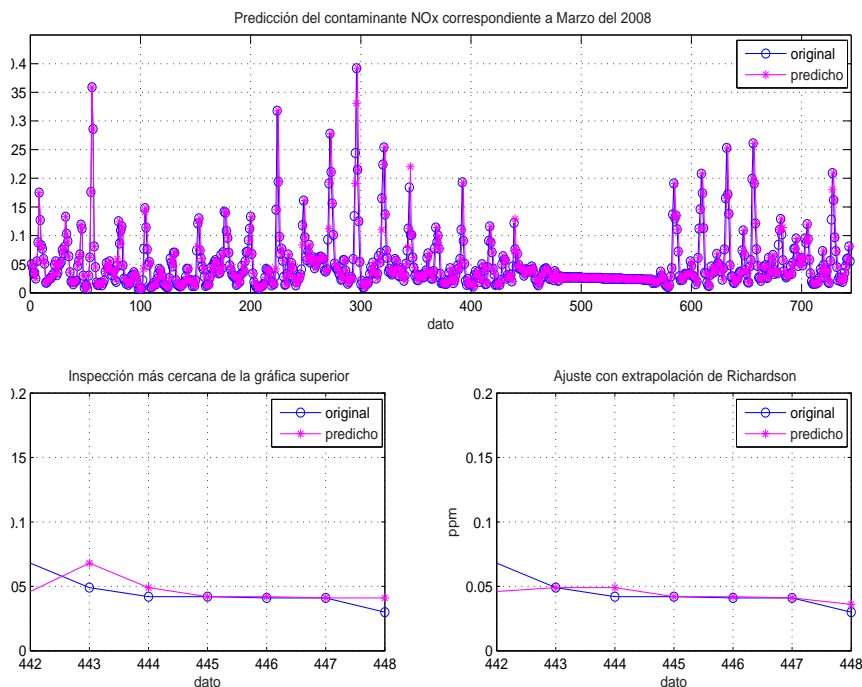 Predicción del contaminante NOx correspondiente a Marzo del 2008
original
predicho
0.4
0.35
0.3
0.25
0.2
0.15
0.1
0.05
0
0 100 200 300 400 500 600 700
dato
Inspección más cercana de la gráfica superior
original
predicho
0.2
0.15
0.1
0.05
0
442 443 444 445 446 447 448
dato
Ajuste con extrapolación de Richardson
original
predicho
ppm
0.2
0.15
0.1
0.05
0
442 443 444 445 446 447 448
dato